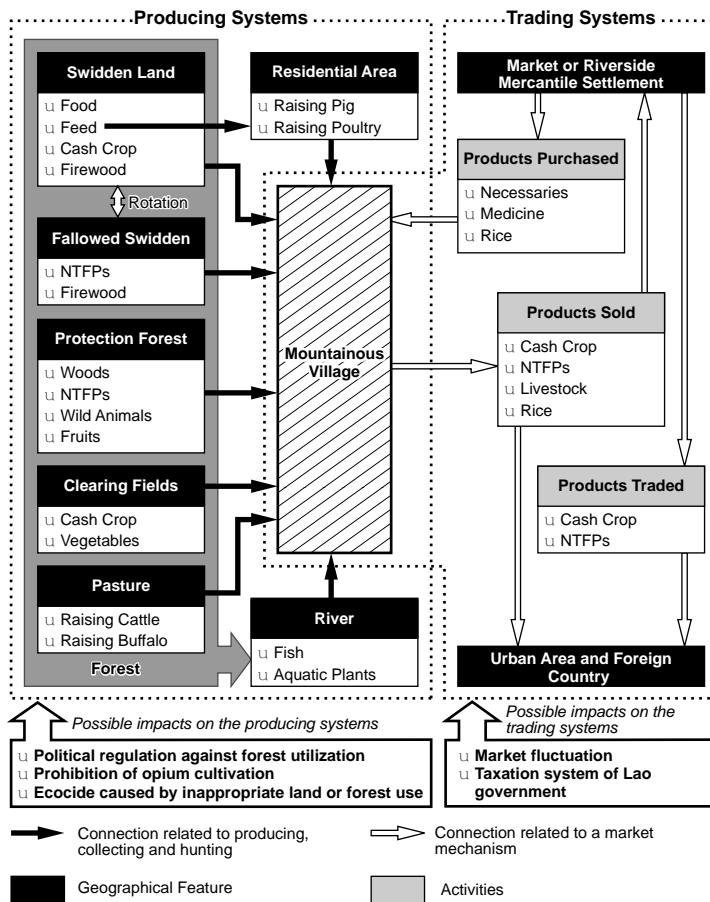 Producing Systems
Trading Systems
Swidden Land
u Food
u Feed
u Cash Crop
u Firewood
Rotation
Fallowed Swidden
u NTFPs
u Firewood
Protection Forest
u Woods
u NTFPs
u Wild Animals
u Fruits
Clearing Fields
u Cash Crop
u Vegetables
Pasture
u Raising Cattle
u Raising Buffalo
Forest
Residential Area
u Raising Pig
u Raising Poultry
Mountainous
Village
River
u Fish
u Aquatic Plants
Market or Riverside
Mercantile Settlement
Products Purchased
u Necessaries
u Medicine
u Rice
Products Sold
u Cash Crop
u NTFPs
u Livestock
u Rice
Products Traded
u Cash Crop
u NTFPs
Urban Area and Foreign
Country
Possible impacts on the producing systems
u Political regulation against forest utilization
u Prohibition of opium cultivation
u Ecocide caused by inappropriate land or forest use
Possible impacts on the
trading systems
u Market fluctuation
u Taxation system of Lao
government
Connection related to producing,
collecting and hunting
Connection related to a market
mechanism
Geographical Feature
Activities